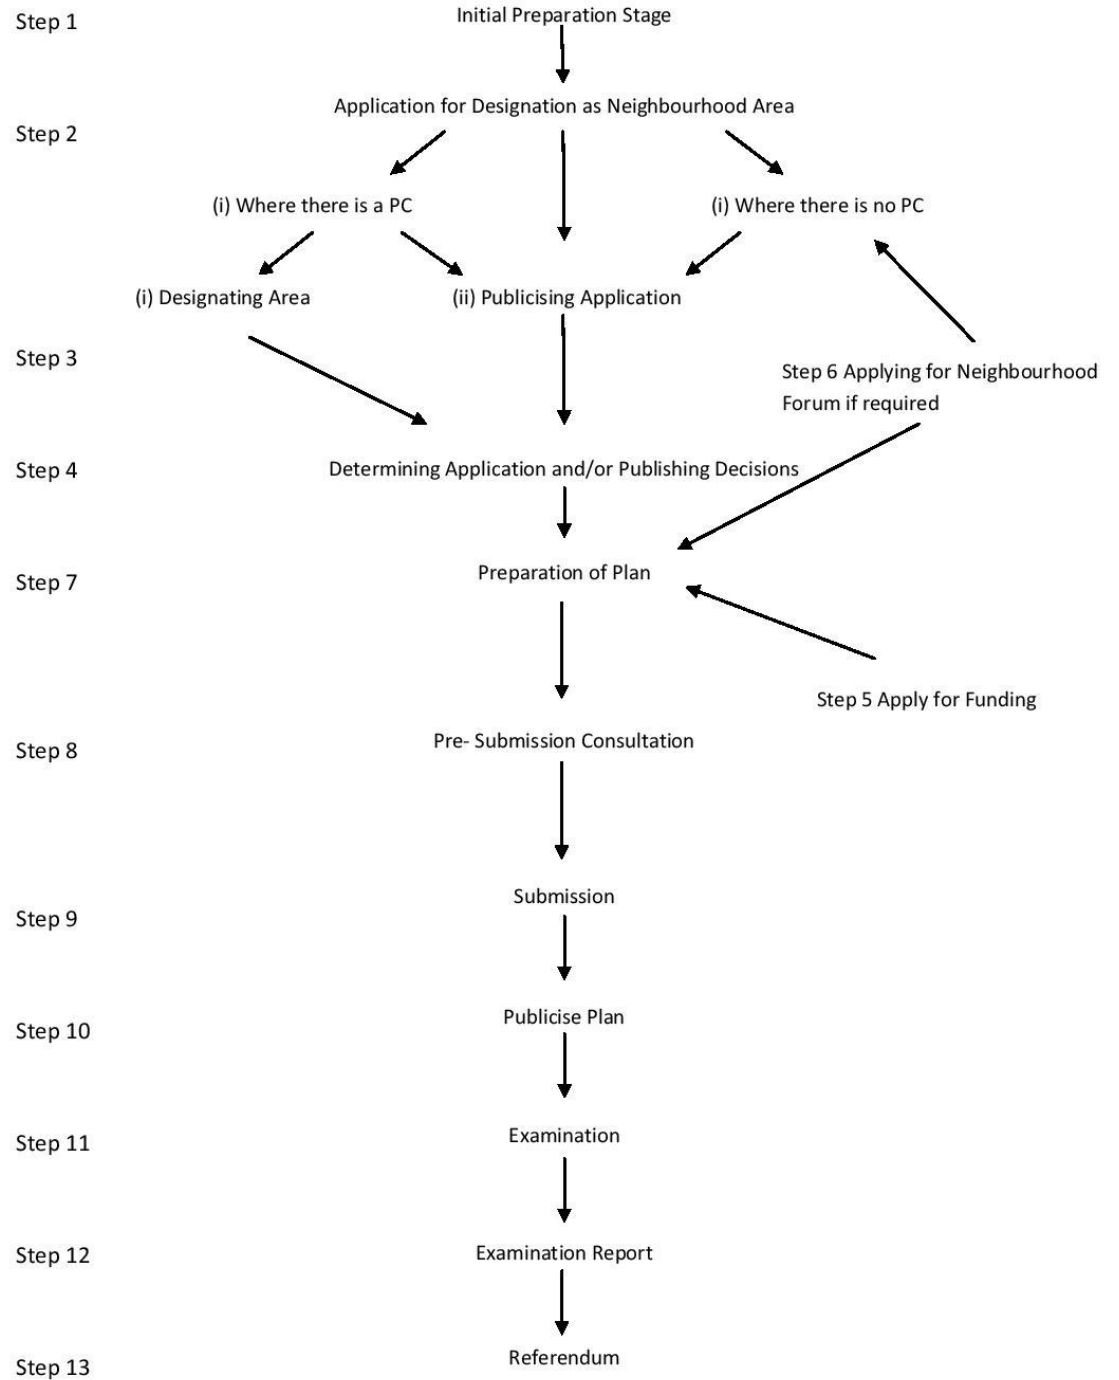 Step 1
Initial Preparation Stage
Application for Designation as Neighbourhood Area
Step 2
(i) Where there is a PC
(i) Where there is no PC
(i) Designating Area
(ii) Publicising Application
Step 3
Step 6 Applying for Neighbourhood
Forum if required
Step 4
Determining Application and/or Publishing Decisions
Preparation of Plan
Step 7
Step 5 Apply for Funding
Pre- Submission Consultation
Step 8
Submission
Step 9
Publicise Plan
Step 10
Examination
Step 11
Examination Report
Step 12
Referendum
Step 13